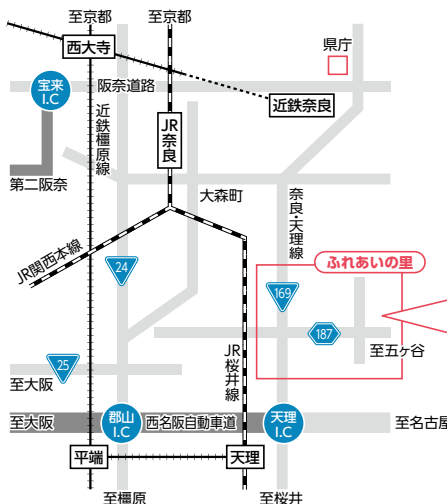 至京都
至京都
西大寺
県庁
宝来
I.C
阪奈道路
近鉄奈良
近鉄橿原線
JR奈良
第二阪奈
大森町
奈良・天理線
JR関西本線
24
ふれあいの里
169
187
25
JR桜井線
至五ヶ谷
至大阪
至大阪
郡山
I.C
西名阪自動車道
天理
I.C
至名古屋
平端
天理
至橿原
至桜井